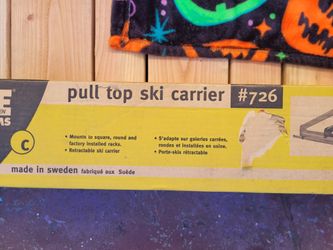 pull top ski carrier #726
C
• Mounts to square, round and
factory installed racks.
• Retractable ski carrier
• S'adapte sur galeries carrées,
rondes et installées en usine.
• Porte-skis rétractable
made in sweden fabriqué aux Suède